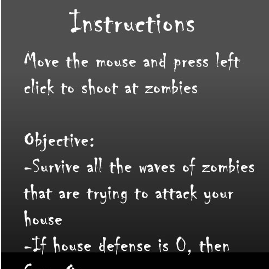 Instructions
Move the mouse and press left
click to shoot at zombies
Objective:
-Survive all the waves of zombies
that are trying to attack your
house
-If house defense is 0, then